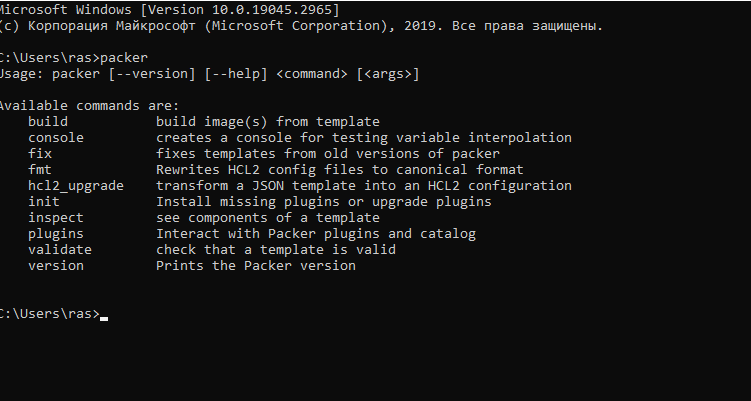 Microsoft Windows [Version 10.0.19045.2965]
(c) Корпорация Майкрософт (Microsoft Corporation), 2019. Все права защищены.
C:\Users\ras>packer
Usage: packer [--version] [--help] <command> [<args>]
Available commands are:
build build image(s) from template
console creates a console for testing variable interpolation
fix fixes templates from old versions of packer
fmt Rewrites HCL2 config files to canonical format
hcl2_upgrade transform a JSON template into an HCL2 configuration
init Install missing plugins or upgrade plugins
inspect see components of a template
plugins Interact with Packer plugins and catalog
validate check that a template is valid
version Prints the Packer version
C:\Users\ras>